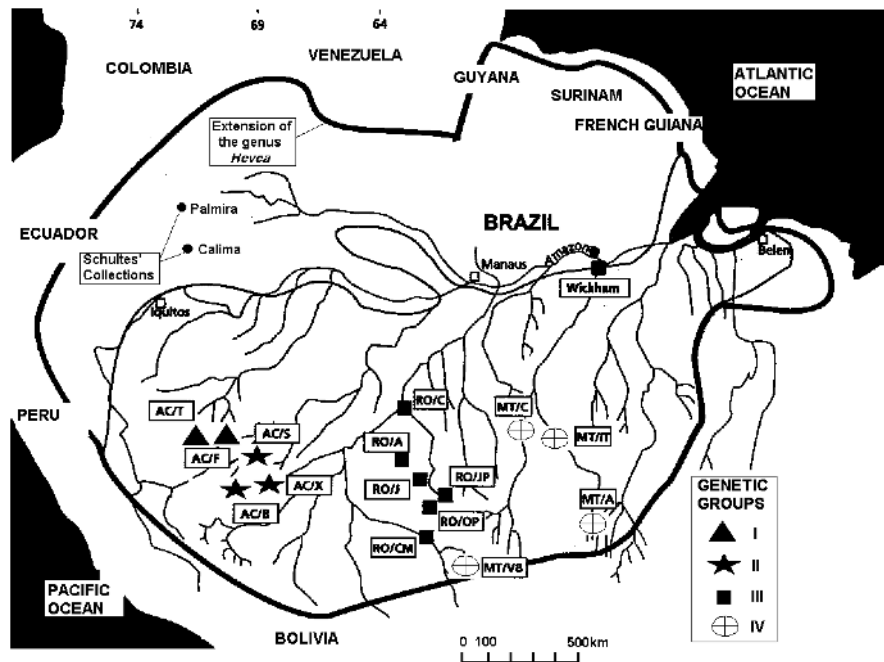 74
69
64
COLOMBIA
VENEZUELA
GUYANA
SURINAM
FRENCH GUIANA
ATLANTIC
OCEAN
Extension of
the genus
Hevea
Palmira
ECUADOR
Calima
Schultes'
Collections
BRAZIL
Amazon
Manaus
Belen
Wickham
Iquitos
PERU
AC/T
AC/S
AC/F
AC/X
AC/B
RO/C
RO/A
RO/J
RO/JP
RO/OP
RO/CM
MT/C
MT/IT
MT/A
MT/VB
GENETIC
GROUPS
I
II
III
IV
PACIFIC
OCEAN
BOLIVIA
0 100 500km